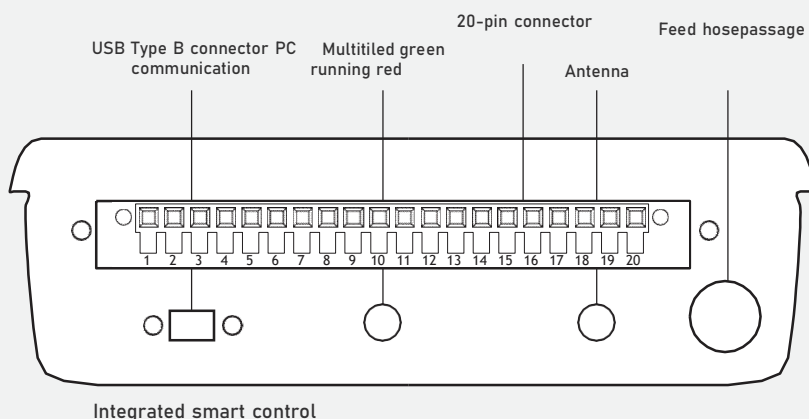 20-pin connector
Feed hosepassage
USB Type B connector PC
communication
Multitiled green
running red
Antenna
1 2 3 4 5 6 7 8 9 10 11 12 13 14 15 16 17 18 19 20
Integrated smart control